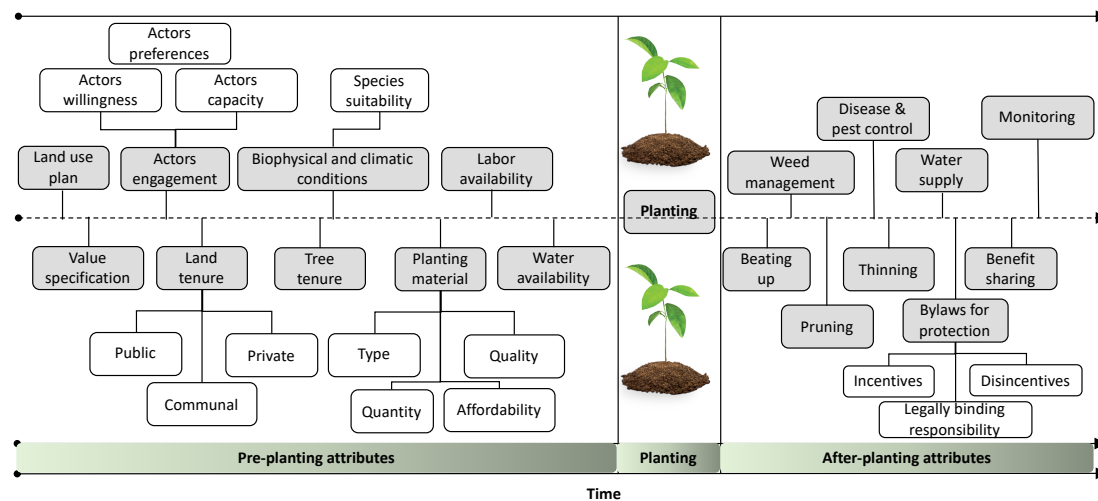 Actors
preferences
Actors
willingness
Actors
capacity
Species
suitability
Land use
plan
Actors
engagement
Biophysical and climatic
conditions
Labor
availability
Value
specification
Land
tenure
Tree
tenure
Planting
material
Water
availability
Public
Private
Communal
Type
Quality
Quantity
Affordability
Planting
Disease &
pest control
Monitoring
Weed
management
Water
supply
Beating
up
Thinning
Benefit
sharing
Pruning
Bylaws for
protection
Incentives
Disincentives
Legally binding
responsibility
Pre-planting attributes
Planting
After-planting attributes
Time